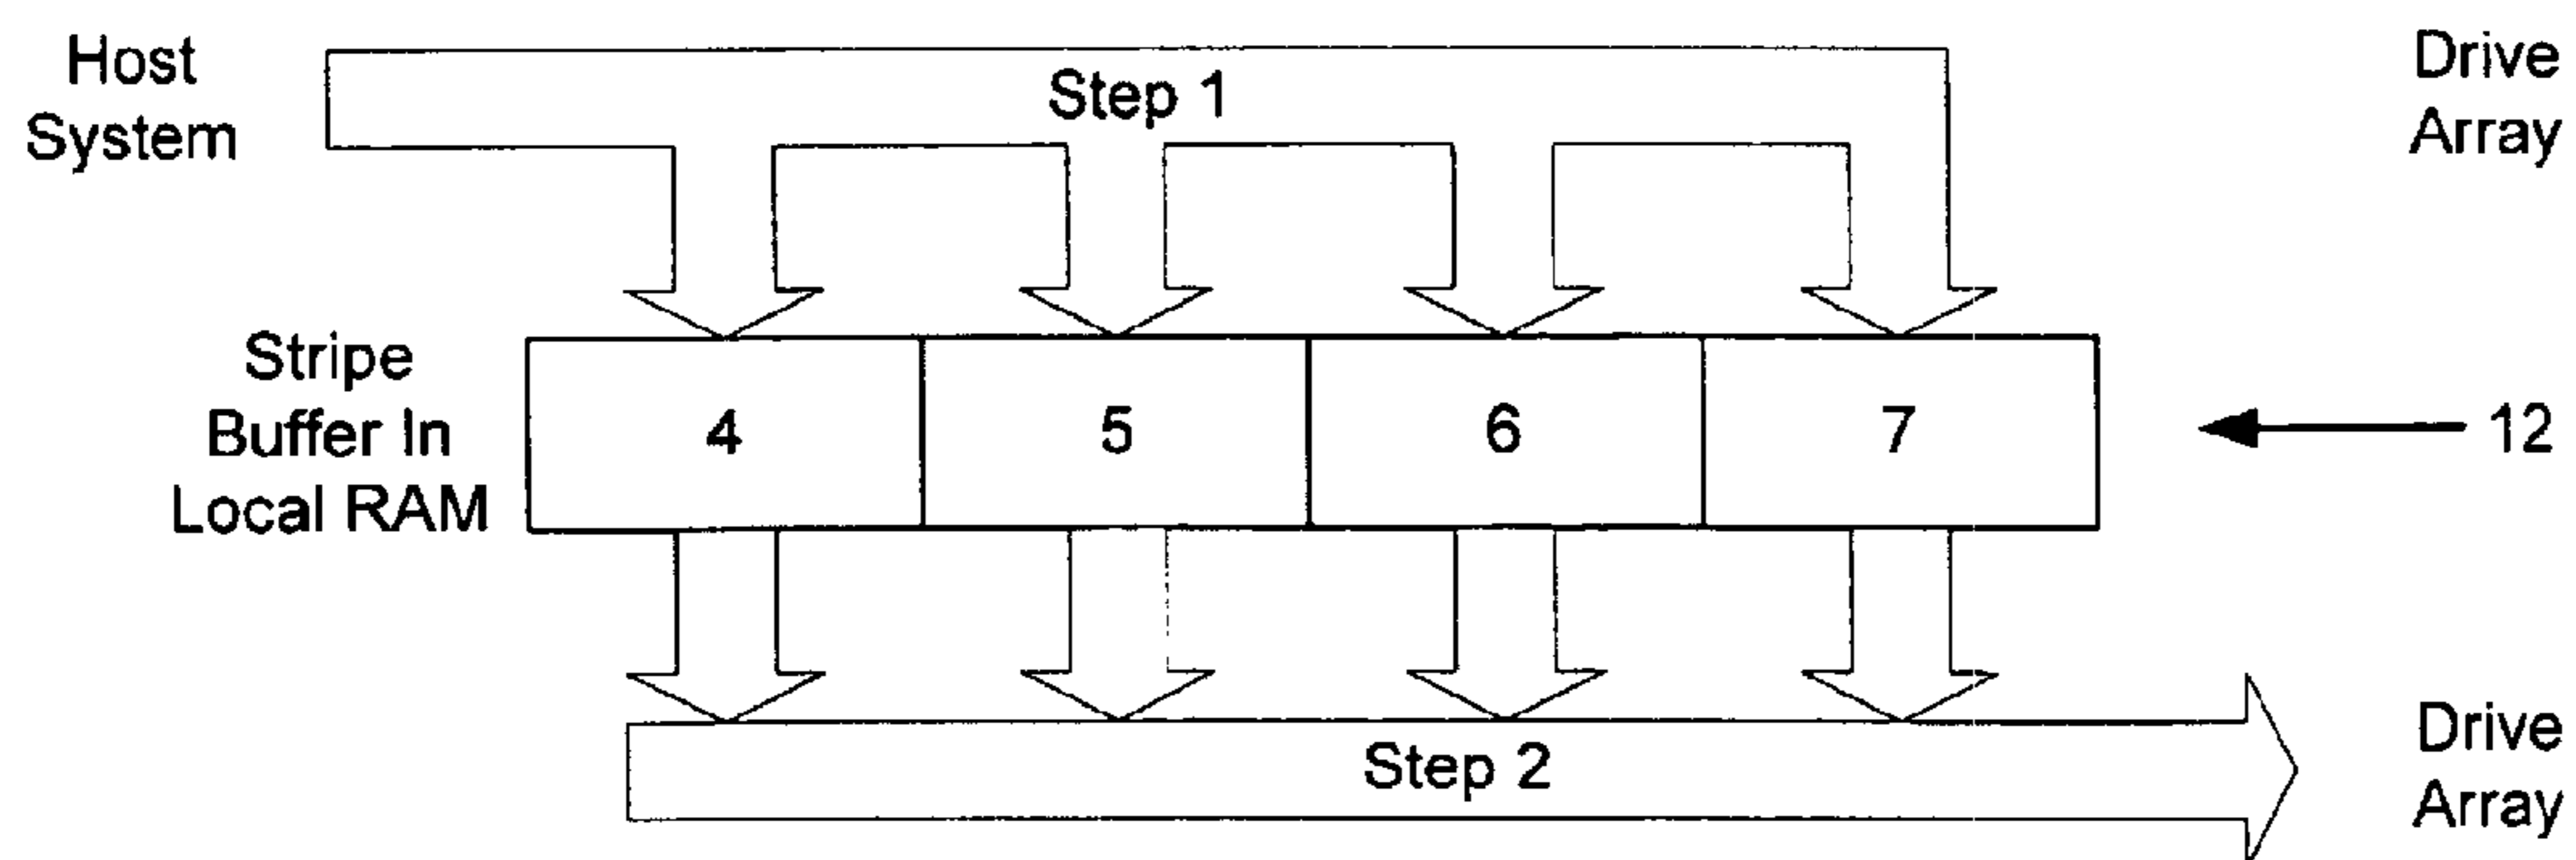 Host
System
Step 1
Drive
Array
Stripe
Buffer In
Local RAM
4
5
6
7
12
Step 2
Drive
Array